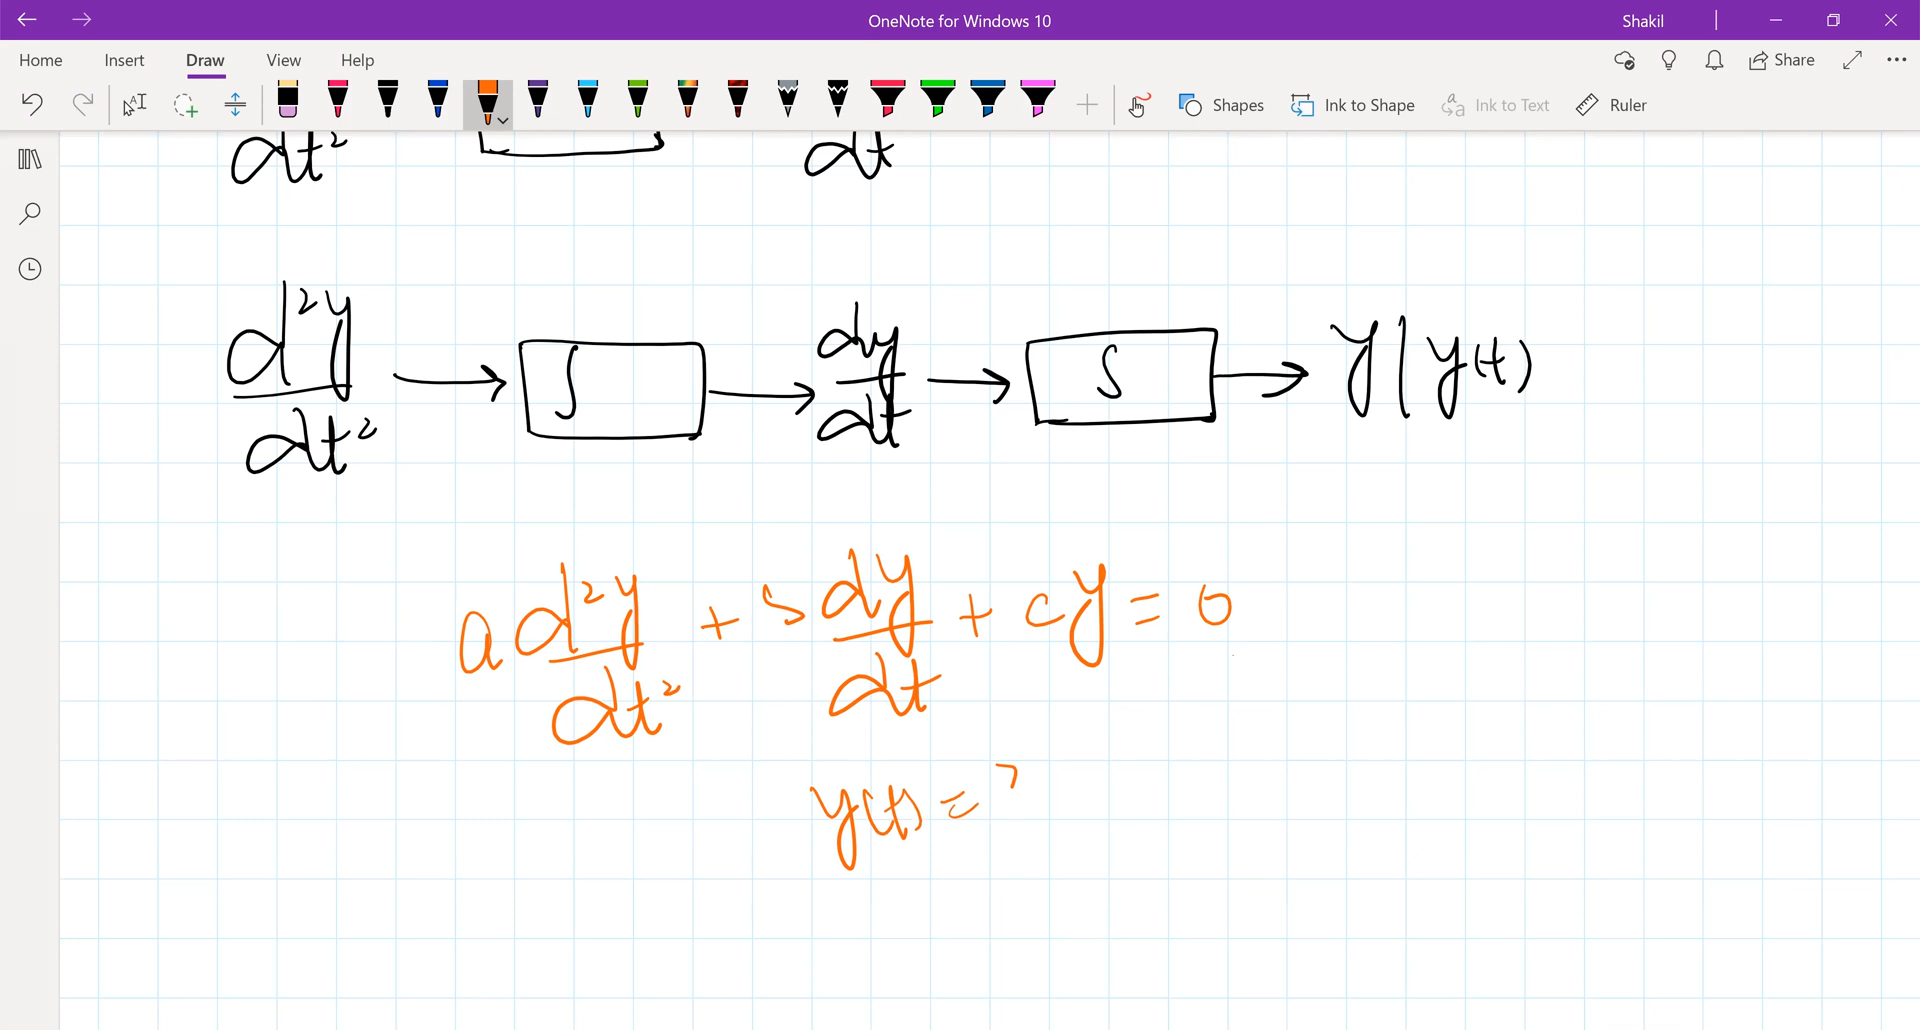 OneNote for Windows 10 Shakil
Home Insert Draw View Help Share
Shapes Ink to Shape Ink to Text Ruler
dt² dt
d²y/dt² → ∫ → dy/dt → ∫ → y | y(t)
a d²y/dt² + b dy/dt + cy = 0
y(t) = ?